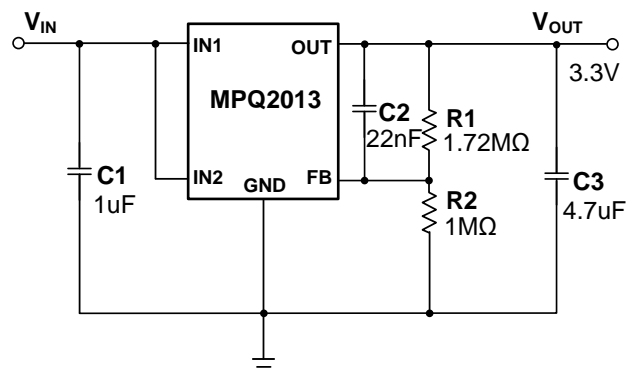 VIN
VOUT
IN1
OUT
MPQ2013
3.3V
C2
22nF
R1
1.72MΩ
C1
1uF
IN2
GND
FB
R2
1MΩ
C3
4.7uF